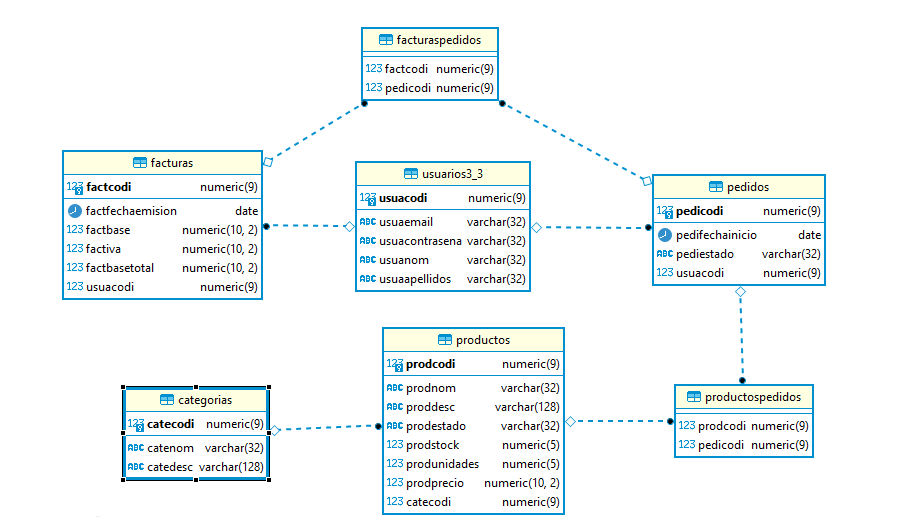 facturaspedidos
123 factcodi numeric(9)
123 pedicodi numeric(9)
facturas
123 factcodi numeric(9)
factfechaemision date
123 factbase numeric(10, 2)
123 factiva numeric(10, 2)
123 factbasetotal numeric(10, 2)
123 usuacodi numeric(9)
usuarios3_3
123 usuacodi numeric(9)
ABC usuaemail varchar(32)
ABC usuacontrasena varchar(32)
ABC usuanom varchar(32)
ABC usuaapellidos varchar(32)
pedidos
123 pedicodi numeric(9)
pedifechainicio date
ABC pediestado varchar(32)
123 usuacodi numeric(9)
productos
123 prodcodi numeric(9)
ABC prodnom varchar(32)
ABC proddesc varchar(128)
ABC prodestado varchar(32)
123 prodstock numeric(5)
123 produnidades numeric(5)
123 prodprecio numeric(10, 2)
123 catecodi numeric(9)
categorias
123 catecodi numeric(9)
ABC catenom varchar(32)
ABC catedesc varchar(128)
productospedidos
123 prodcodi numeric(9)
123 pedicodi numeric(9)